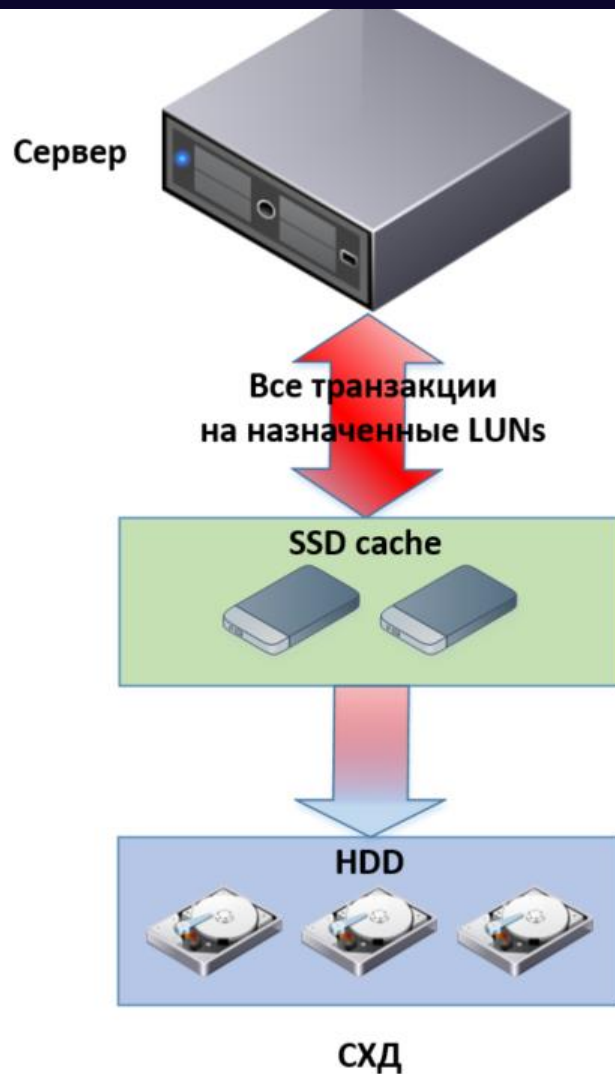 Сервер
Все транзакции
на назначенные LUNs
SSD cache
HDD
СХД